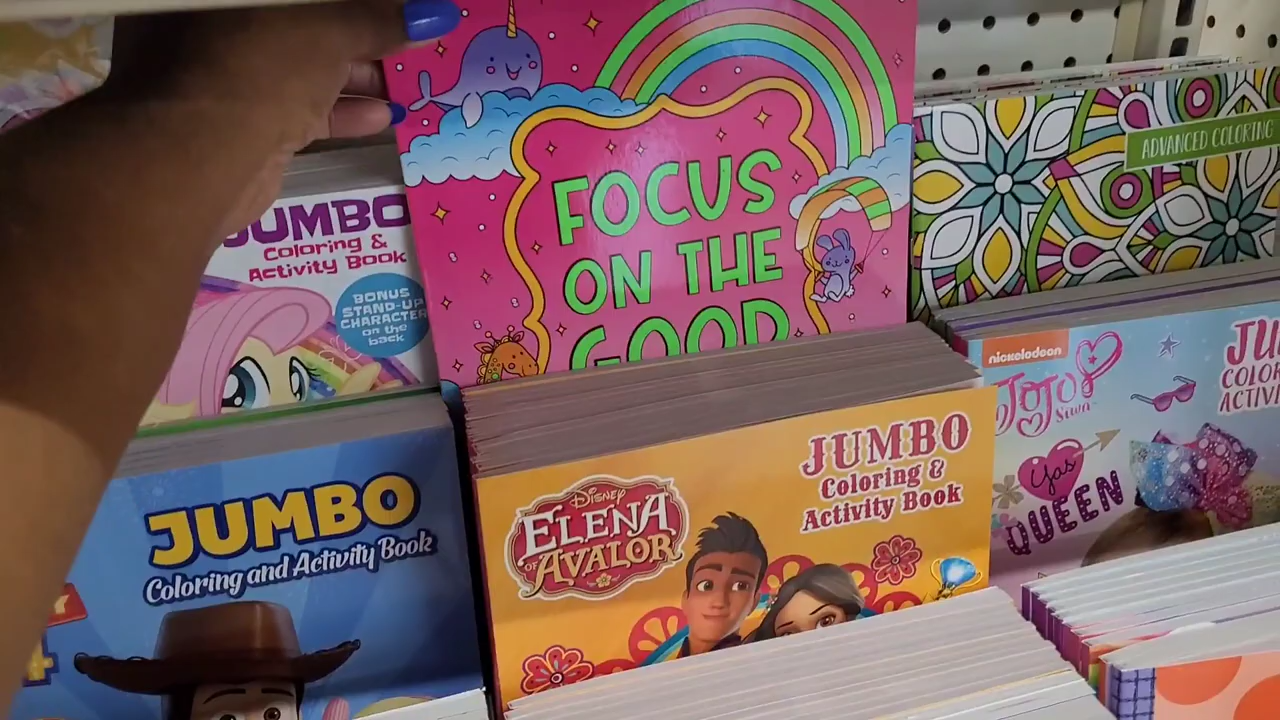 JUMBO
Coloring &
Activity Book
BONUS
STAND-UP
CHARACTER
on the
back
FOCUS
ON THE
GOOD
ADVANCED COLORING
nickelodeon
JoJo
Siwa
Yas
QUEEN
JUMBO
Coloring and Activity Book
4
DISNEY
ELENA
OF AVALOR
JUMBO
Coloring &
Activity Book